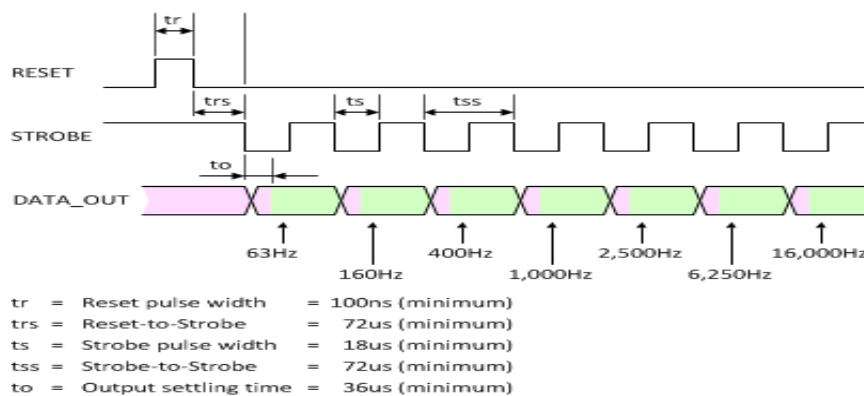 tr
RESET
trs
ts
tss
STROBE
to
DATA_OUT
63Hz
400Hz
2,500Hz
16,000Hz
160Hz
1,000Hz
6,250Hz
tr = Reset pulse width = 100ns (minimum)
trs = Reset-to-Strobe = 72us (minimum)
ts = Strobe pulse width = 18us (minimum)
tss = Strobe-to-Strobe = 72us (minimum)
to = Output settling time = 36us (minimum)